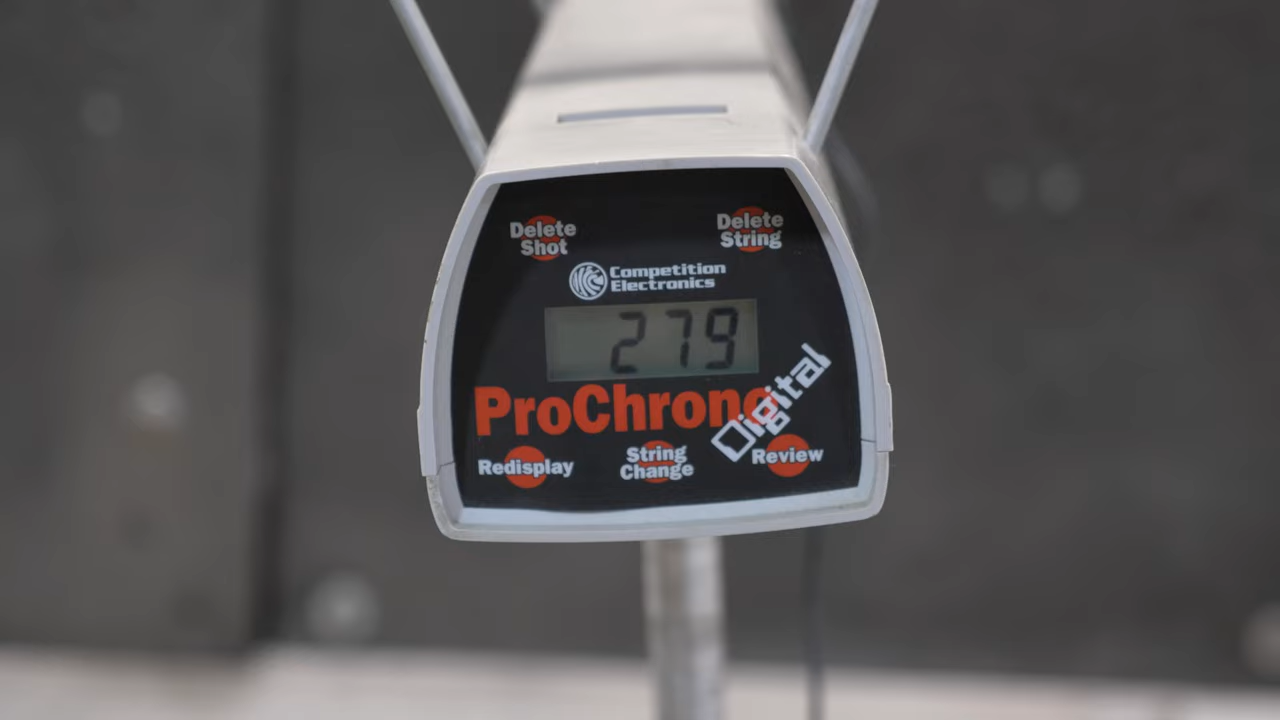 Delete
Shot
Delete
String
Competition
Electronics
279
ProChrono
Digital
Redisplay
String
Change
Review